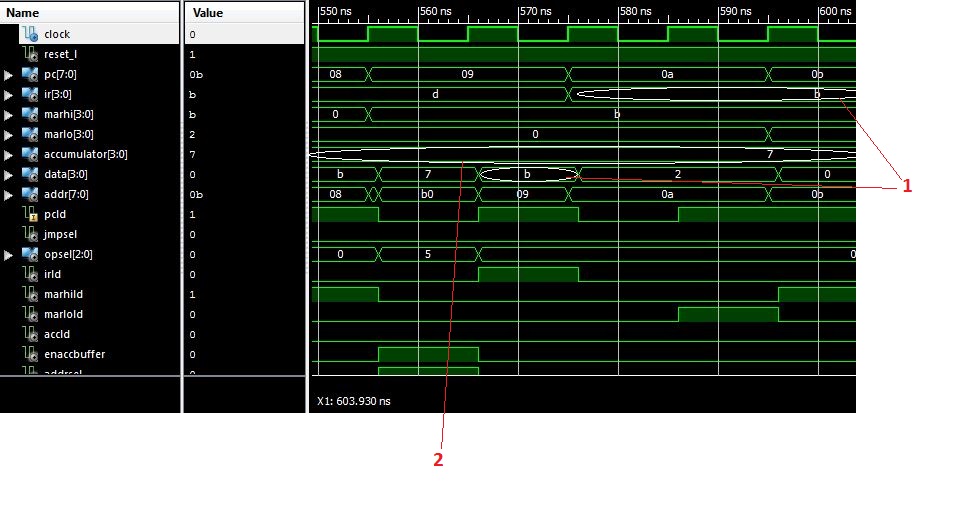 Name Value 550 ns 560 ns 570 ns 580 ns 590 ns 600 ns
clock 0
reset_l 1
pc[7:0] 0b 08 09 0a 0b
ir[3:0] b d b
marhi[3:0] b 0 b
marlo[3:0] 2 0
accumulator[3:0] 7 7
data[3:0] 0 b 7 b 2 0
addr[7:0] 0b 08 b0 09 0a 0b
1
pcld 1
jmpsel 0
opsel[2:0] 0 0 5 0
irld 0
marhild 1
marlold 0
accld 0
enaccbuffer 0
addrsel 0
X1: 603.930 ns
2